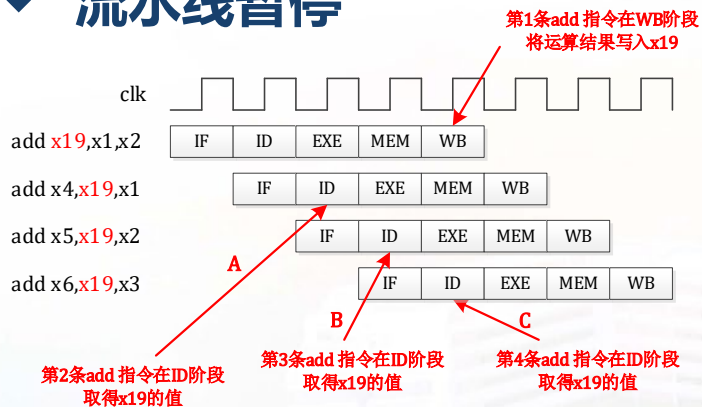 流水线暂停
第1条add 指令在WB阶段
将运算结果写入x19
clk
add x19,x1,x2 IF ID EXE MEM WB
add x4,x19,x1 IF ID EXE MEM WB
add x5,x19,x2 IF ID EXE MEM WB
A
add x6,x19,x3 IF ID EXE MEM WB
B C
第2条add 指令在ID阶段
取得x19的值
第3条add 指令在ID阶段
取得x19的值
第4条add 指令在ID阶段
取得x19的值